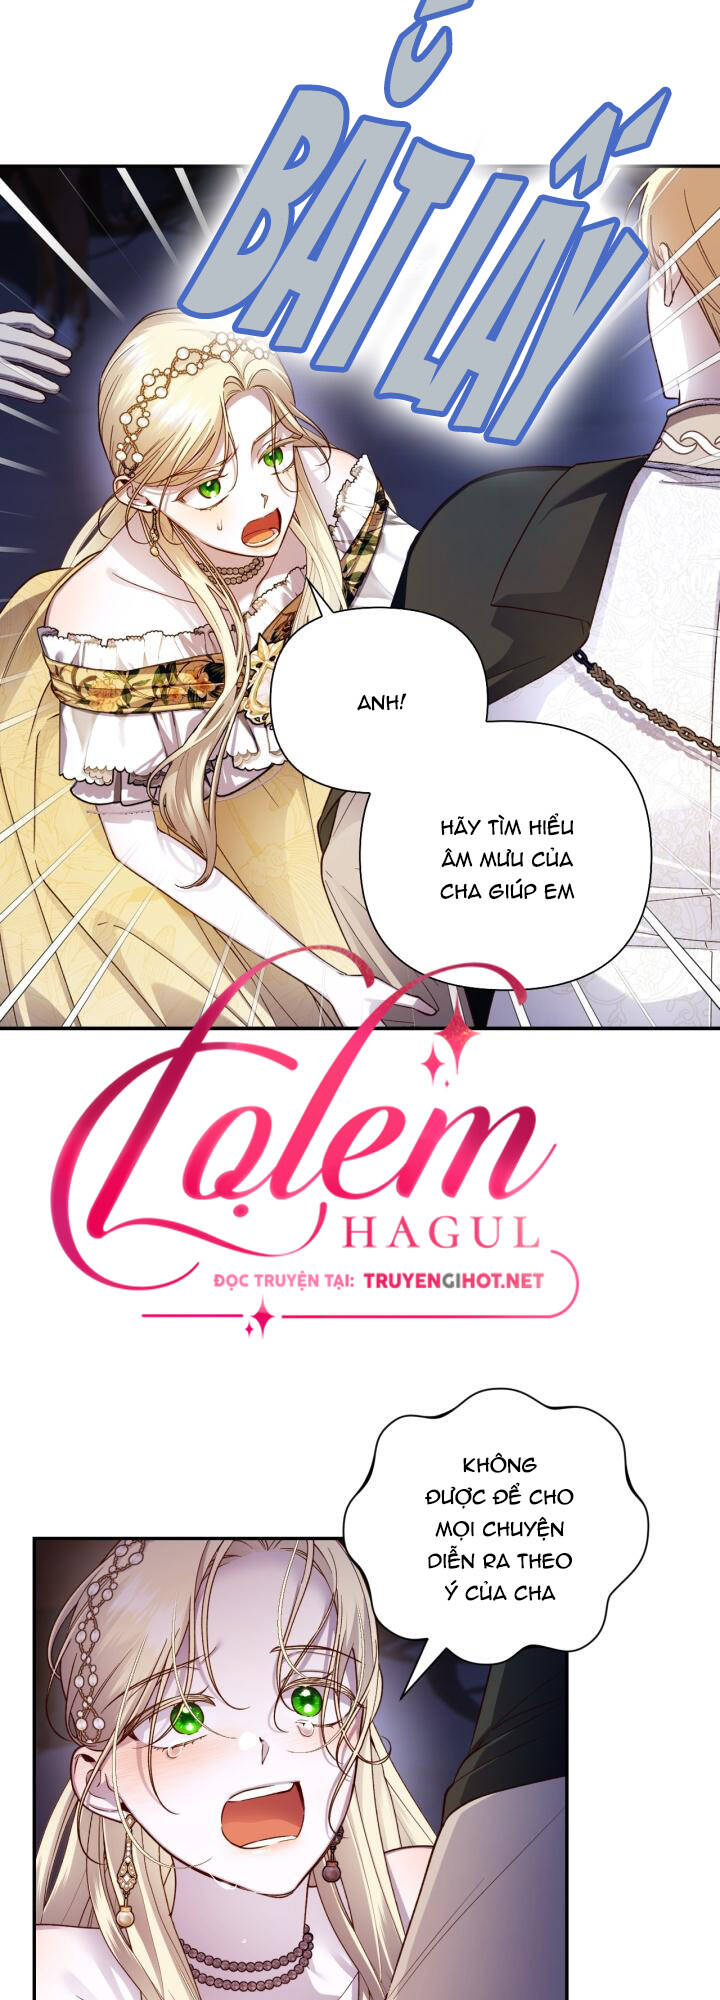 BẮT LẤY
ANH!
HÃY TÌM HIỂU
ÂM MƯU CỦA
CHA GIÚP EM
Lọlem
HAGUL
ĐỌC TRUYỆN TẠI: TRUYENGIHOT.NET
KHÔNG
ĐƯỢC ĐỂ CHO
MỌI CHUYỆN
DIỄN RA THEO
Ý CỦA CHA